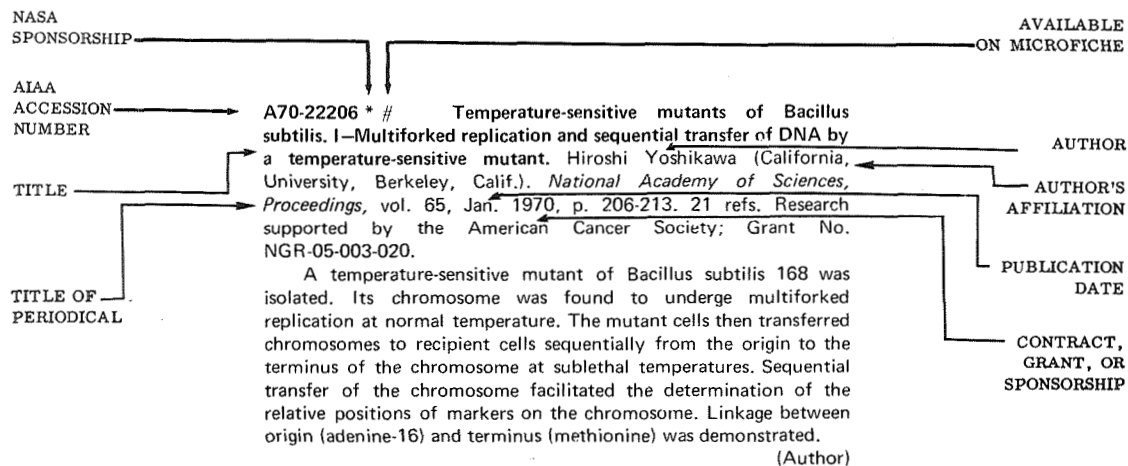 NASA
SPONSORSHIP
AVAILABLE
ON MICROFICHE
AIAA
ACCESSION
NUMBER
A70-22206 * # Temperature-sensitive mutants of Bacillus
subtilis. I—Multiforked replication and sequential transfer of DNA by
a temperature-sensitive mutant. Hiroshi Yoshikawa (California,
University, Berkeley, Calif.). National Academy of Sciences,
Proceedings, vol. 65, Jan. 1970, p. 206-213. 21 refs. Research
supported by the American Cancer Society; Grant No.
NGR-05-003-020.
A temperature-sensitive mutant of Bacillus subtilis 168 was
isolated. Its chromosome was found to underge multiforked
replication at normal temperature. The mutant cells then transferred
chromosomes to recipient cells sequentially from the origin to the
terminus of the chromosome at sublethal temperatures. Sequential
transfer of the chromosome facilitated the determination of the
relative positions of markers on the chromosome. Linkage between
origin (adenine-16) and terminus (methionine) was demonstrated.
(Author)
TITLE
TITLE OF
PERIODICAL
AUTHOR
AUTHOR'S
AFFILIATION
PUBLICATION
DATE
CONTRACT,
GRANT, OR
SPONSORSHIP